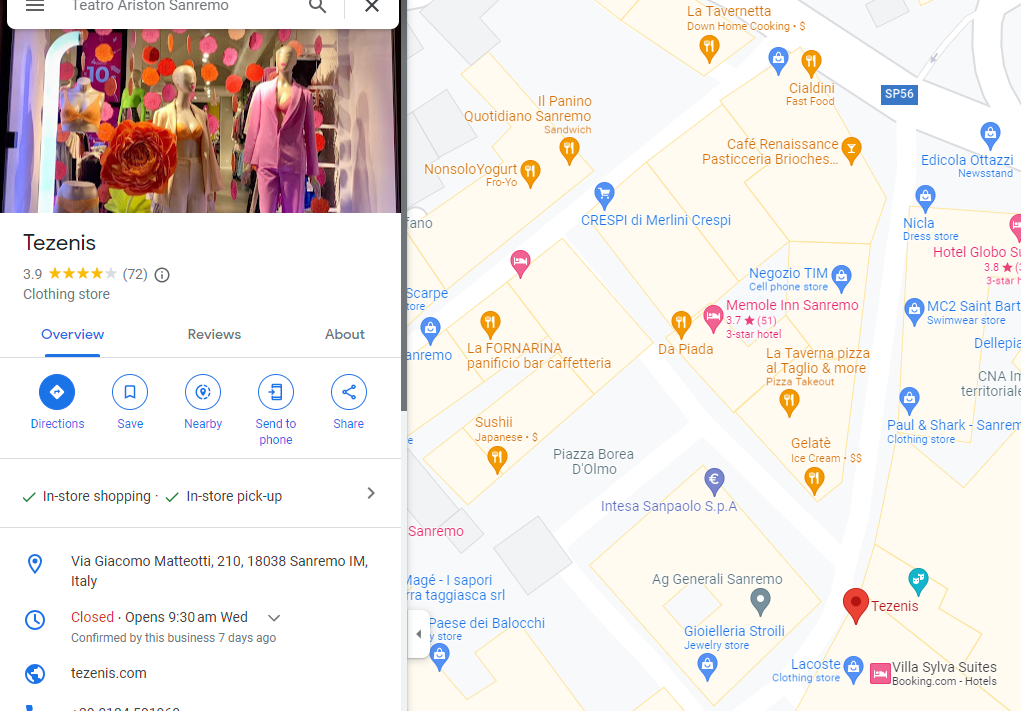 Teatro Ariston Sanremo
10
Tezenis
3.9 (72)
Clothing store
Overview
Reviews
About
Directions
Save
Nearby
Send to
phone
Share
In-store shopping ·
In-store pick-up
Via Giacomo Matteotti, 210, 18038 Sanremo IM,
Italy
Closed · Opens 9:30 am Wed
Confirmed by this business 7 days ago
tezenis.com
La Tavernetta
Down Home Cooking • $
Cialdini
Fast Food
SP56
Il Panino
Quotidiano Sanremo
Sandwich
Café Renaissance
Pasticceria Brioches...
Edicola Ottazzi
Newsstand
NonsoloYogurt
Fro-Yo
CRESPI di Merlini Crespi
Nicla
Dress store
fano
Hotel Globo Su
3.8 ★ (3
3-star h
Negozio TIM
Cell phone store
Scarpe
tore
anremo
Memole Inn Sanremo
3.7 ★ (51)
3-star hotel
MC2 Saint Bart
Swimwear store
La FORNARINA
panificio bar caffetteria
Da Piada
La Taverna pizza
al Taglio & more
Pizza Takeout
Dellepia
CNA Im
territoriale
Paul & Shark - Sanrem
Clothing store
Sushii
Japanese • $
e
Piazza Borea
D'Olmo
Gelatè
Ice Cream • $$
€
Intesa Sanpaolo S.p.A
Sanremo
Magé - I sapori
rra taggiasca srl
Ag Generali Sanremo
Tezenis
Paese dei Balocchi
y store
Gioielleria Stroili
Jewelry store
Lacoste
Clothing store
Villa Sylva Suites
Booking.com - Hotels